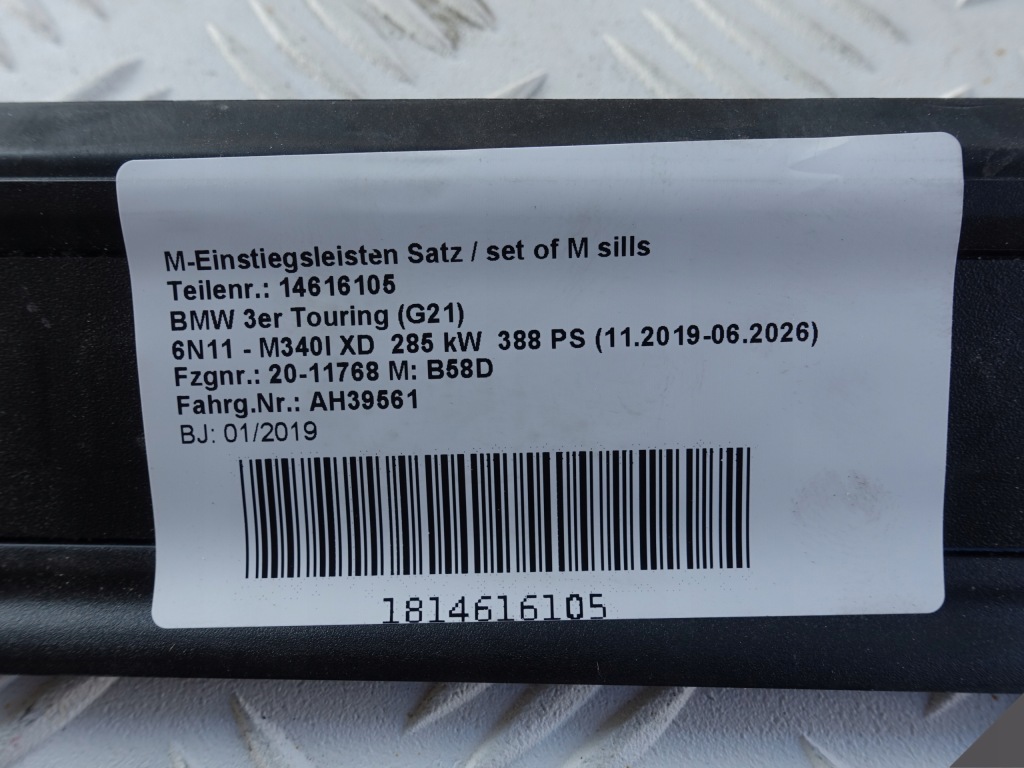 M-Einstiegsleisten Satz / set of M sills
Teilenr.: 14616105
BMW 3er Touring (G21)
6N11 - M340I XD  285 kW  388 PS (11.2019-06.2026)
Fzgnr.: 20-11768 M: B58D
Fahrg.Nr.: AH39561
BJ: 01/2019
1814616105